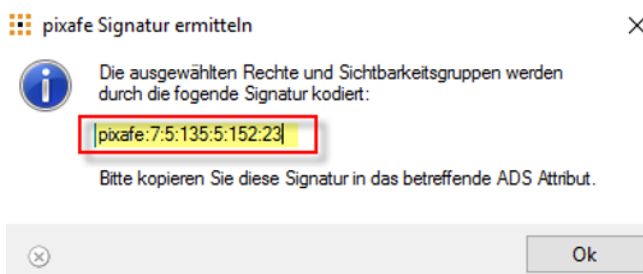 pixafe Signatur ermitteln
Die ausgewählten Rechte und Sichtbarkeitsgruppen werden
durch die fogende Signatur kodiert:
pixafe:7:5:135:5:152:23
Bitte kopieren Sie diese Signatur in das betreffende ADS Attribut.
Ok